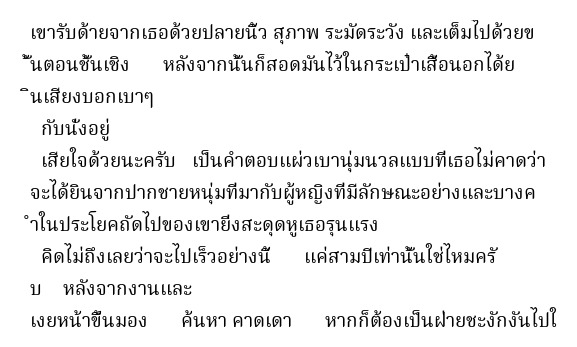 เขารับด้ายจากเธอด้วยปลายนิ้ว สุภาพ ระมัดระวัง และเต็มไปด้วยข
ั้นตอนชั้นเชิง หลังจากนั้นก็สอดมันไว้ในกระเป๋าเสื้อนอกได้ย
ินเสียงบอกเบาๆ
กับนั่งอยู่
เสียใจด้วยนะครับ เป็นคำตอบแผ่วเบานุ่มนวลแบบที่เธอไม่คาดว่า
จะได้ยินจากปากชายหนุ่มที่มากับผู้หญิงที่มีลักษณะอย่างและบางค
ำในประโยคถัดไปของเขายิ่งสะดุดหูเธอรุนแรง
คิดไม่ถึงเลยว่าจะไปเร็วอย่างนี้ แค่สามปีเท่านั้นใช่ไหมครั
บ หลังจากงานและ
เงยหน้าขึ้นมอง ค้นหา คาดเดา หากก็ต้องเป็นฝ่ายชะงักงันไปใ